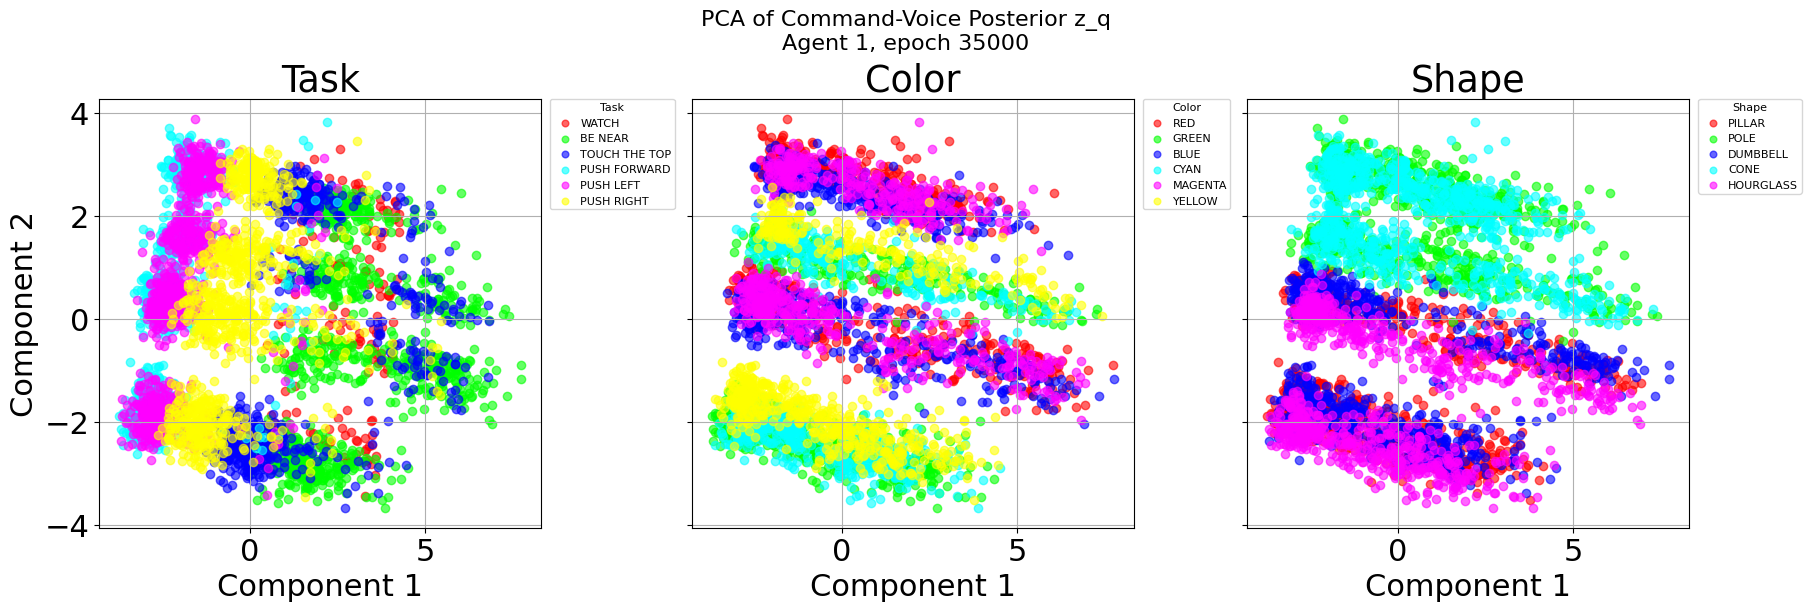 PCA of Command-Voice Posterior z_q
Agent 1, epoch 35000
Task
Color
Shape
Component 2
4
2
0
−2
−4
0 5
Component 1
Task
WATCH
BE NEAR
TOUCH THE TOP
PUSH FORWARD
PUSH LEFT
PUSH RIGHT
0 5
Component 1
Color
RED
GREEN
BLUE
CYAN
MAGENTA
YELLOW
0 5
Component 1
Shape
PILLAR
POLE
DUMBBELL
CONE
HOURGLASS